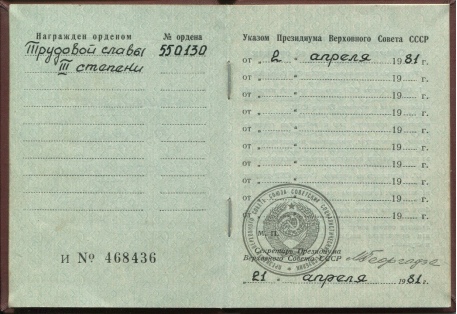 Награжден орденом
№ ордена
Трудовой славы
550130
III степени
И № 468436
Указом Президиума Верховного Совета СССР
от „ 2 “ апреля 1981 г.
от „ “ 19 г.
от „ “ 19 г.
от „ “ 19 г.
от „ “ 19 г.
от „ “ 19 г.
от „ “ 19 г.
от „ “ 19 г.
от „ “ 19 г.
М. П.
Секретарь Президиума
Верховного Совета СССР
„ 21 “ апреля 1981 г.